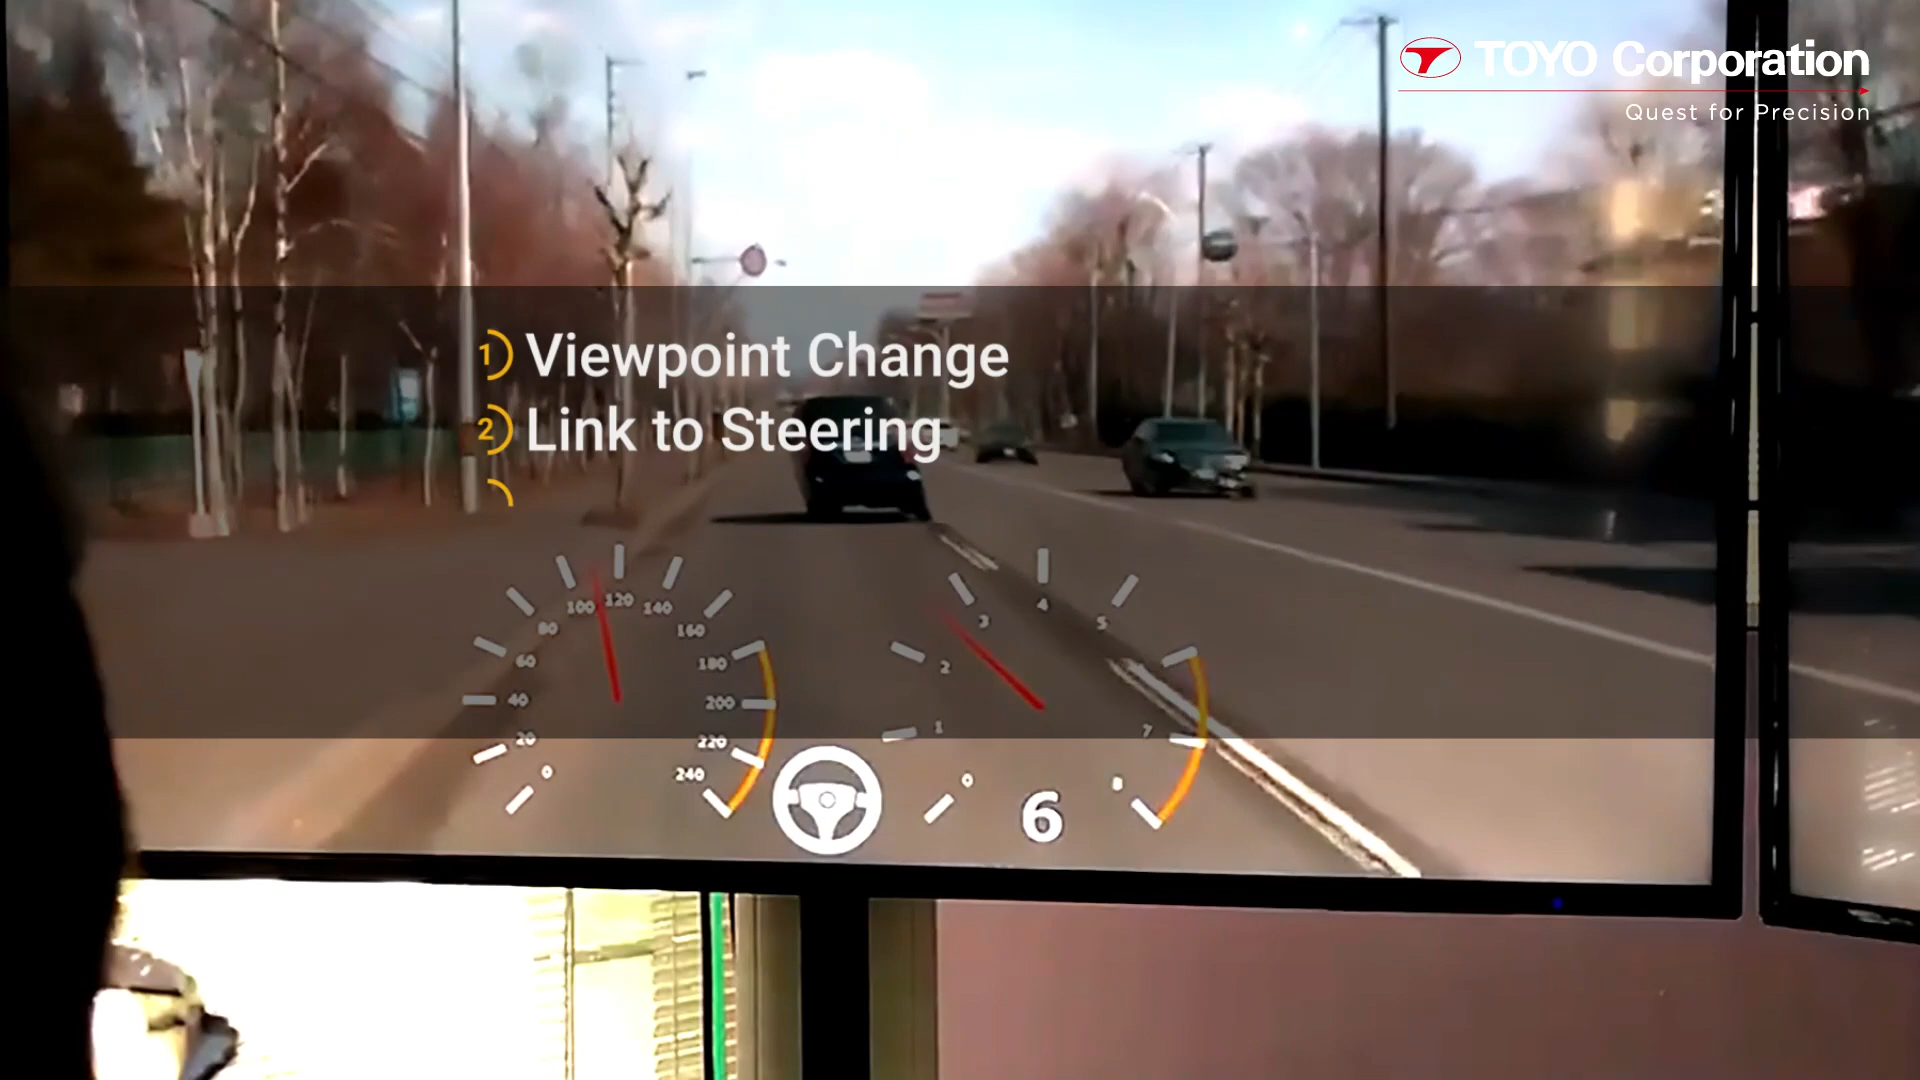 TOYO Corporation
Quest for Precision
1 Viewpoint Change
2 Link to Steering
0 20 40 60 80 100 120 140 160 180 200 220 240
0 1 2 3 4 5 7 8
6